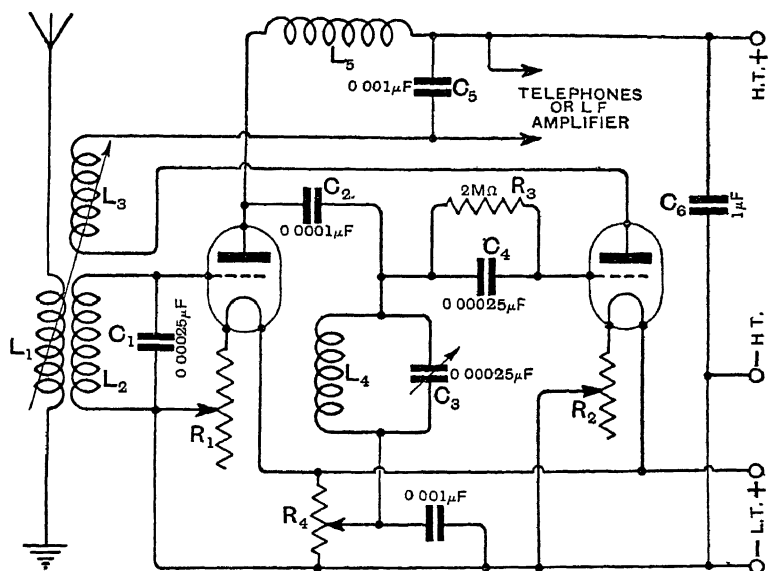 L5
0.001µF
C5
TELEPHONES
OR L F
AMPLIFIER
H.T.+
L3
C2
0.0001µF
2MΩ
R3
C4
0.00025µF
C6
1µF
L1
L2
C1
0.00025µF
R1
L4
0.00025µF
C3
R2
−H.T.
R4
0.001µF
− L.T.+